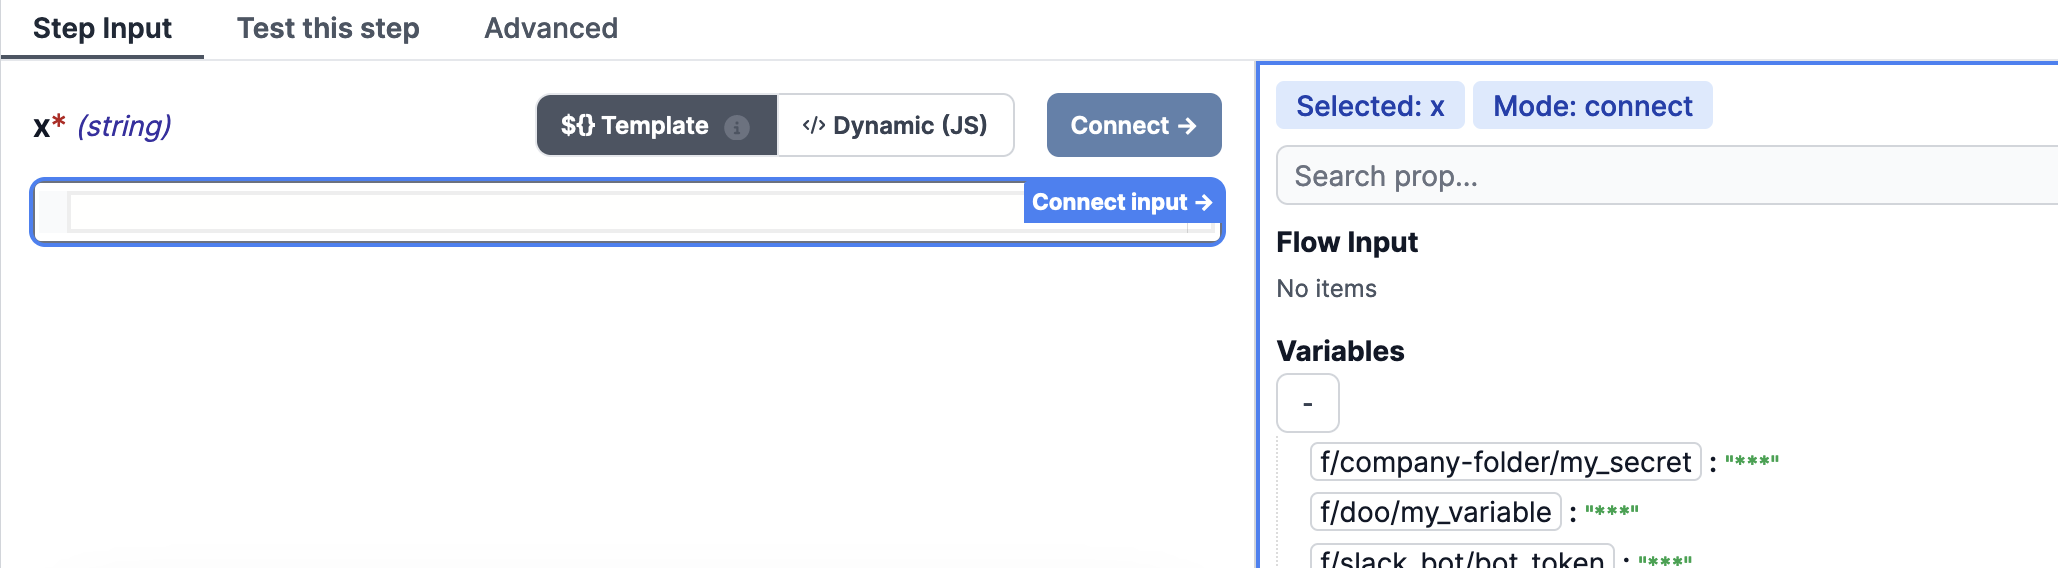 Step Input Test this step Advanced
x* (string) ${} Template </> Dynamic (JS) Connect →
Connect input →
Selected: x Mode: connect
Search prop...
Flow Input
No items
Variables
-
f/company-folder/my_secret : "***"
f/doo/my_variable : "***"
f/slack_bot/bot_token : "***"